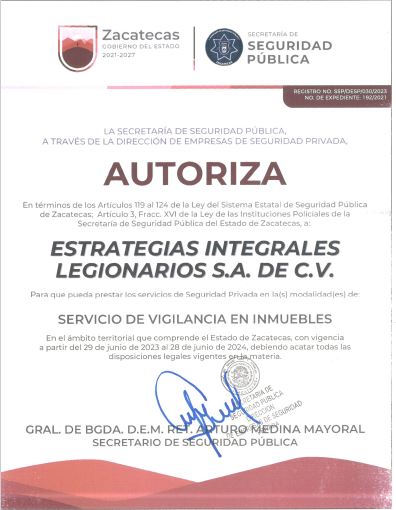 Zacatecas
GOBIERNO DEL ESTADO
2021-2027
SECRETARÍA DE
SEGURIDAD
PÚBLICA
REGISTRO NO. SSP/DESP/030/2023
NO. DE EXPEDIENTE: 192/2021
LA SECRETARÍA DE SEGURIDAD PÚBLICA,
A TRAVÉS DE LA DIRECCIÓN DE EMPRESAS DE SEGURIDAD PRIVADA,
AUTORIZA
En términos de los Artículos 119 al 124 de la Ley del Sistema Estatal de Seguridad Pública
de Zacatecas; Artículo 3, Fracc. XVI de la Ley de las Instituciones Policiales de la
Secretaría de Seguridad Pública del Estado de Zacatecas, a:
ESTRATEGIAS INTEGRALES
LEGIONARIOS S.A. DE C.V.
Para que pueda prestar los servicios de Seguridad Privada en la(s) modalidad(es) de:
SERVICIO DE VIGILANCIA EN INMUEBLES
En el ámbito territorial que comprende el Estado de Zacatecas, con vigencia
a partir del 29 de junio de 2023 al 28 de junio de 2024, debiendo acatar todas las
disposiciones legales vigentes en la materia.
SECRETARÍA DE
SEGURIDAD PÚBLICA
DIRECCIÓN
DE SEGURIDAD
GRAL. DE BGDA. D.E.M. RET. ARTURO MEDINA MAYORAL
SECRETARIO DE SEGURIDAD PÚBLICA